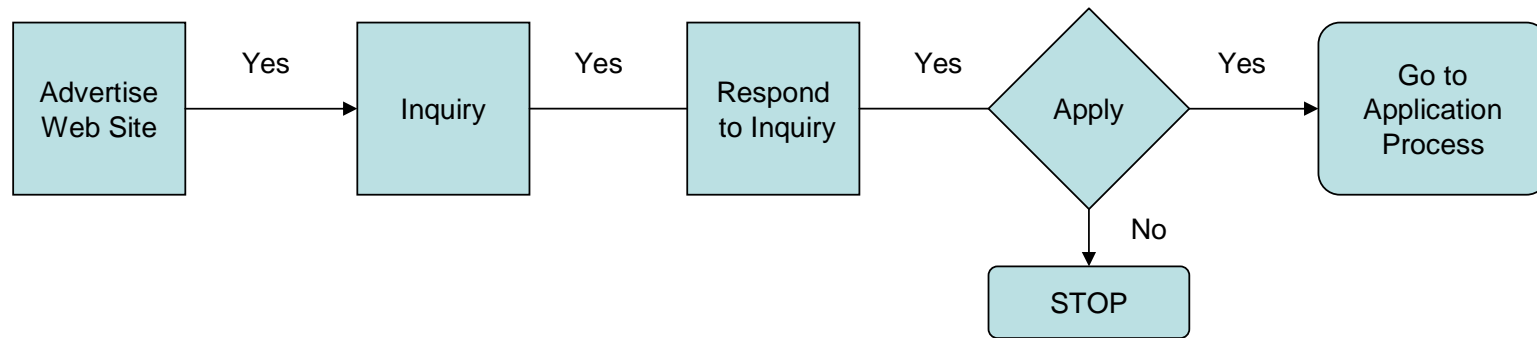 Advertise
Web Site
Yes
Inquiry
Yes
Respond
to Inquiry
Yes
Apply
Yes
Go to
Application
Process
No
STOP